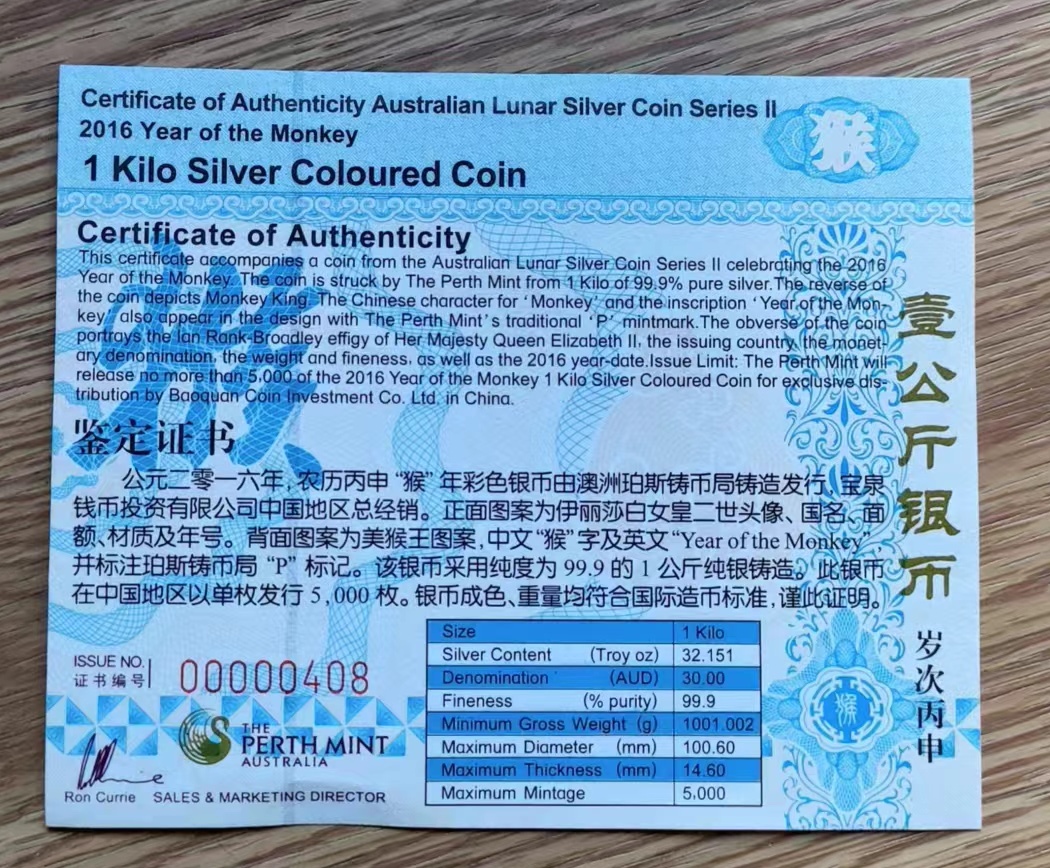 Certificate of Authenticity Australian Lunar Silver Coin Series II
2016 Year of the Monkey
1 Kilo Silver Coloured Coin
猴
Certificate of Authenticity
This certificate accompanies a coin from the Australian Lunar Silver Coin Series II celebrating the 2016
Year of the Monkey. The coin is struck by The Perth Mint from 1 Kilo of 99.9% pure silver.The reverse of
the coin depicts Monkey King. The Chinese character for ‘Monkey’ and the inscription ‘Year of the Mon-
key’ also appear in the design with The Perth Mint’s traditional ‘P’ mintmark.The obverse of the coin
portrays the Ian Rank-Broadley effigy of Her Majesty Queen Elizabeth II, the issuing country, the monet-
ary denomination, the weight and fineness, as well as the 2016 year-date.Issue Limit: The Perth Mint will
release no more than 5,000 of the 2016 Year of the Monkey 1 Kilo Silver Coloured Coin for exclusive dis-
tribution by Baoquan Coin Investment Co. Ltd. in China.
猴
鉴定证书
公元二零一六年, 农历丙申“猴”年彩色银币由澳洲珀斯铸币局铸造发行, 宝泉
钱币投资有限公司中国地区总经销。正面图案为伊丽莎白女皇二世头像、国名、面
额、材质及年号。背面图案为美猴王图案, 中文“猴”字及英文“Year of the Monkey”
并标注珀斯铸币局 “P” 标记。该银币采用纯度为 99.9 的 1 公斤纯银铸造。此银币
在中国地区以单枚发行 5,000 枚。银币成色、重量均符合国际造币标准, 谨此证明。
壹公斤银币
岁次丙申
猴
Size 1 Kilo
Silver Content (Troy oz) 32.151
Denomination (AUD) 30.00
Fineness (% purity) 99.9
Minimum Gross Weight (g) 1001.002
Maximum Diameter (mm) 100.60
Maximum Thickness (mm) 14.60
Maximum Mintage 5.000
ISSUE NO.
证书编号
00000408
THE
PERTH MINT
AUSTRALIA
Ron Currie SALES & MARKETING DIRECTOR